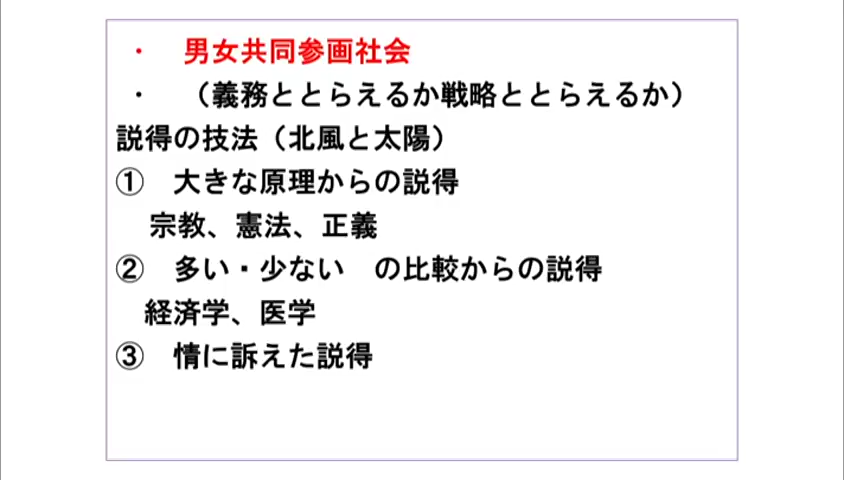 ・　男女共同参画社会
・　（義務ととらえるか戦略ととらえるか）
説得の技法（北風と太陽）
①　大きな原理からの説得
宗教、憲法、正義
②　多い・少ない　の比較からの説得
経済学、医学
③　情に訴えた説得